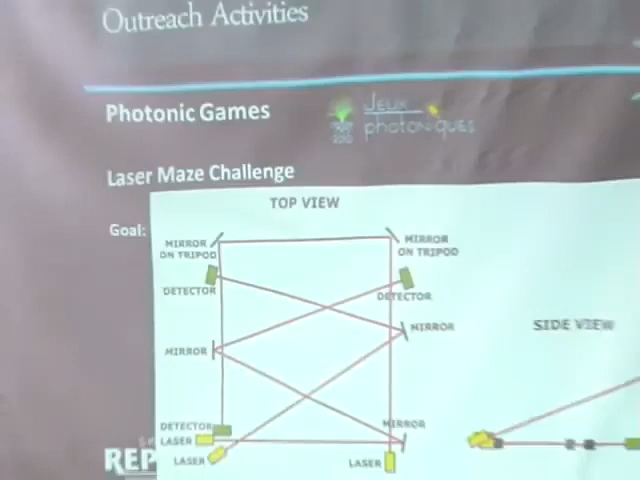 Outreach Activities
Photonic Games
Jeux
photoniques
Laser Maze Challenge
Goal:
TOP VIEW
MIRROR
ON TRIPOD
MIRROR
ON TRIPOD
DETECTOR
DETECTOR
MIRROR
SIDE VIEW
MIRROR
DETECTOR
MIRROR
LASER
LASER
LASER
REP